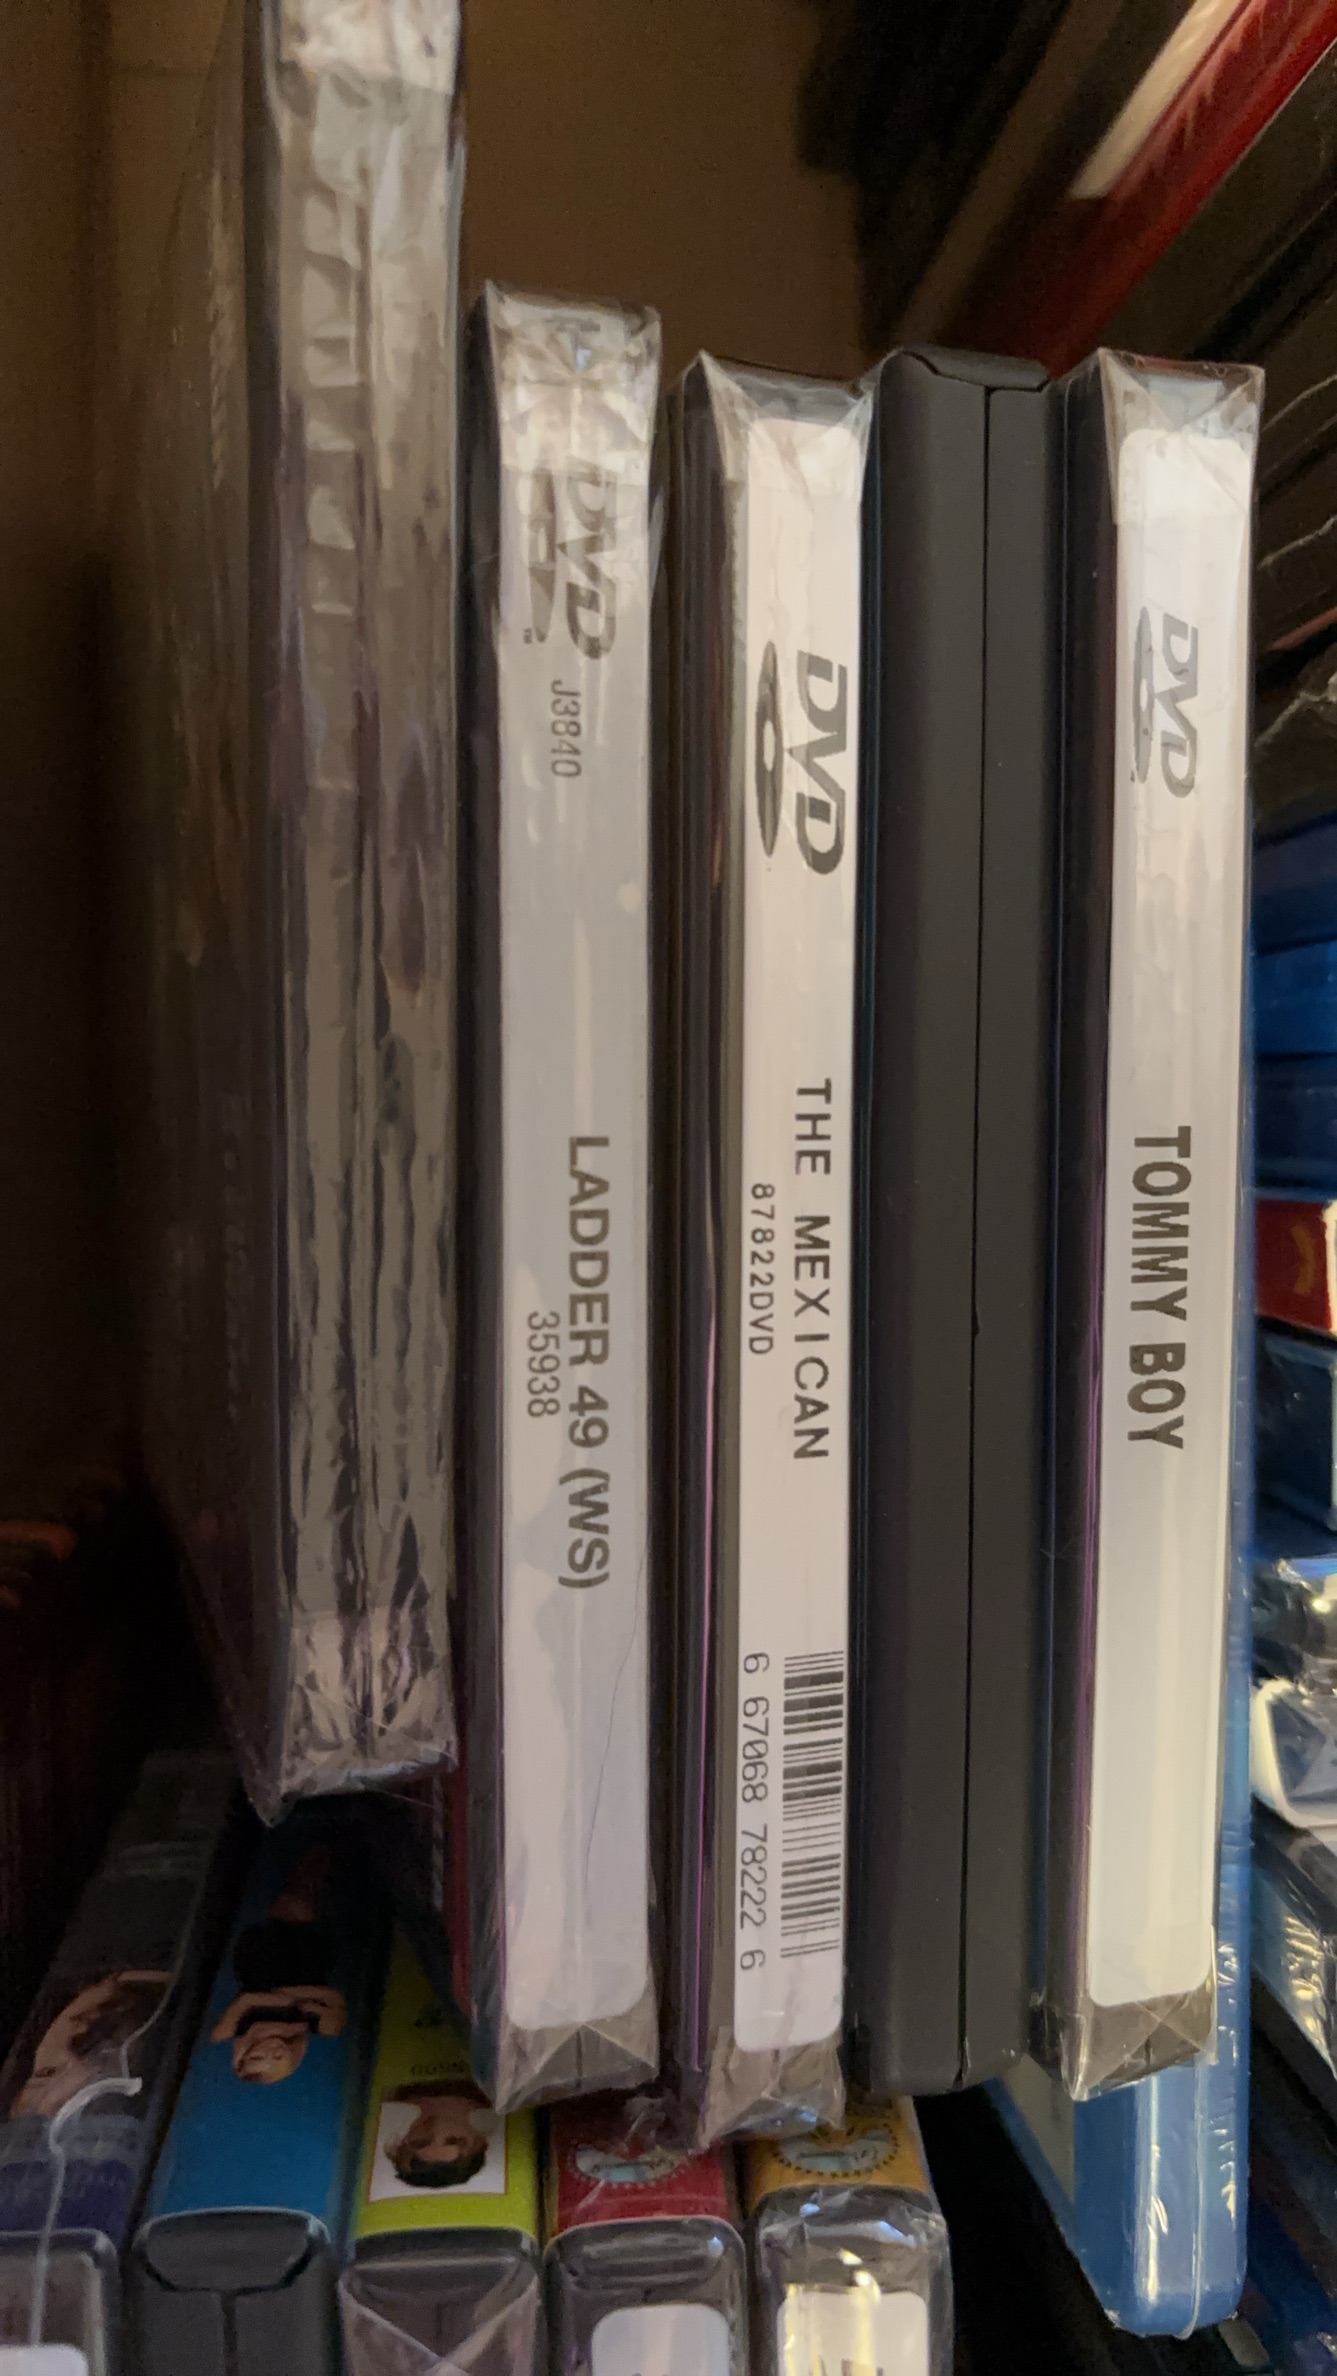 DVD
J3840
LADDER 49 (WS)
35938
DVD
THE MEXICAN
87822DVD
6 67068 78222 6
DVD
TOMMY BOY